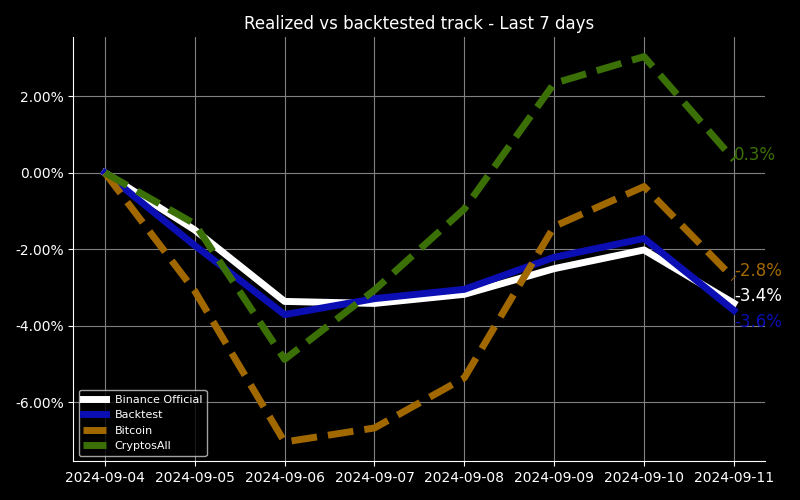 Realized vs backtested track - Last 7 days
2.00%
0.00%
-2.00%
-4.00%
-6.00%
0.3%
-2.8%
-3.4%
-3.6%
Binance Official
Backtest
Bitcoin
CryptosAll
2024-09-04 2024-09-05 2024-09-06 2024-09-07 2024-09-08 2024-09-09 2024-09-10 2024-09-11